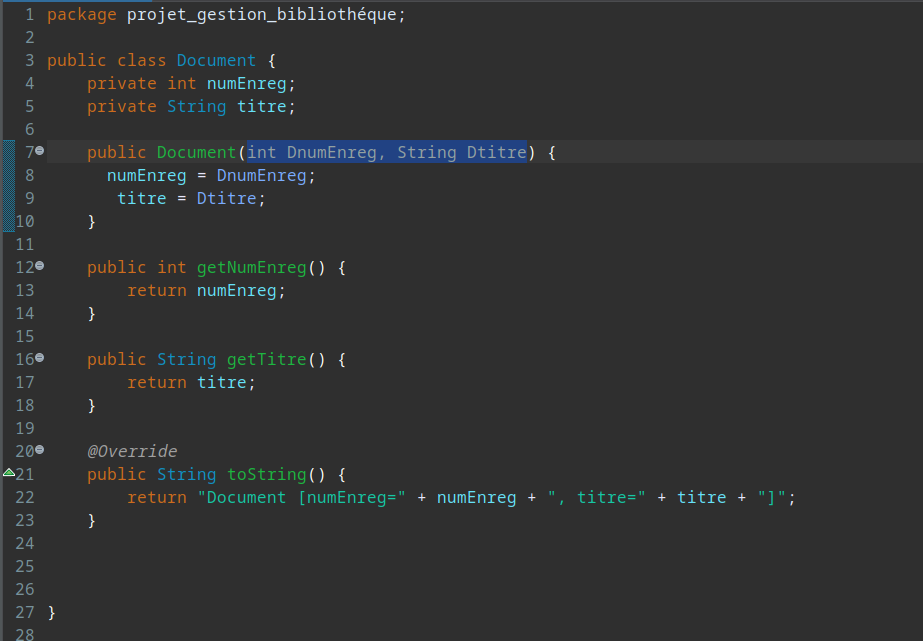 1 package projet_gestion_bibliothéque;
2
3 public class Document {
4     private int numEnreg;
5     private String titre;
6
7     public Document(int DnumEnreg, String Dtitre) {
8       numEnreg = DnumEnreg;
9        titre = Dtitre;
10     }
11
12     public int getNumEnreg() {
13         return numEnreg;
14     }
15
16     public String getTitre() {
17         return titre;
18     }
19
20     @Override
21     public String toString() {
22         return "Document [numEnreg=" + numEnreg + ", titre=" + titre + "]";
23     }
24
25
26
27 }
28